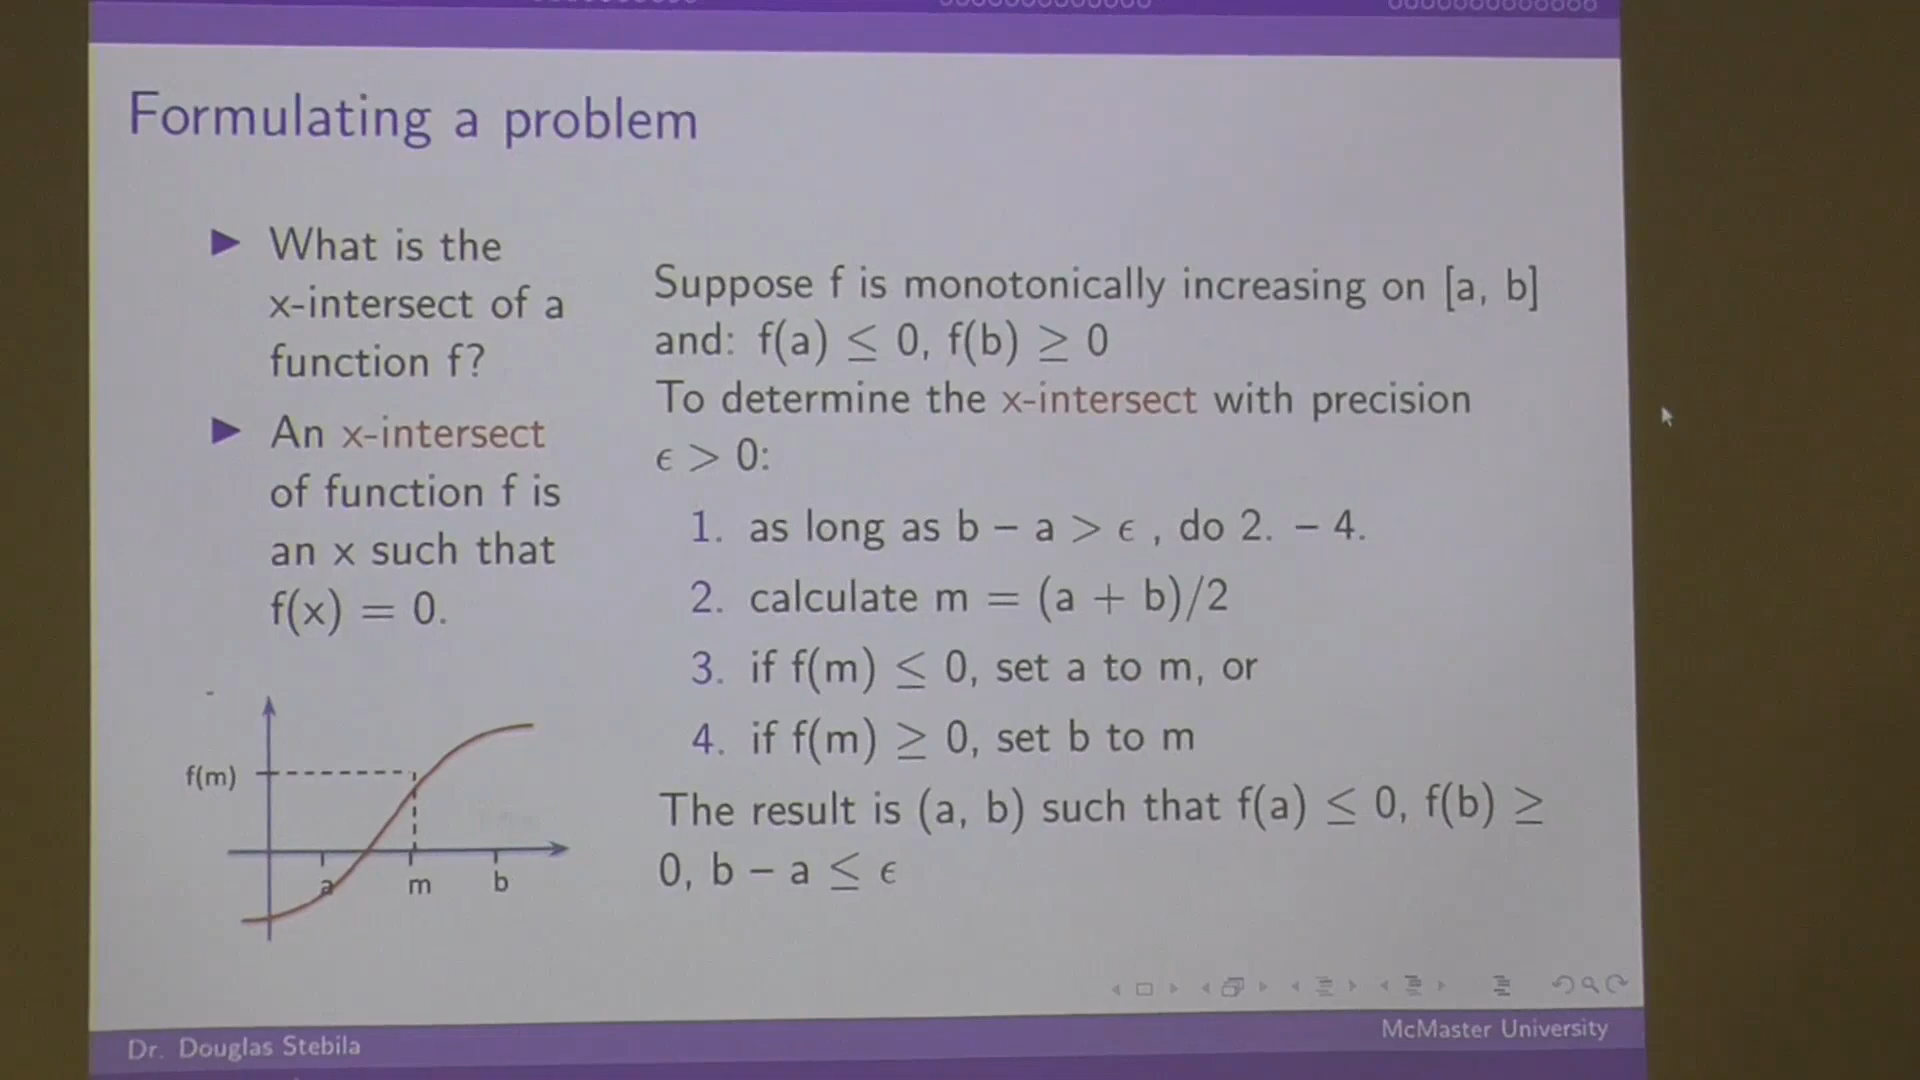 Formulating a problem
▶ What is the
x-intersect of a
function f?
▶ An x-intersect
of function f is
an x such that
f(x) = 0.
f(m)
a
m
b
Suppose f is monotonically increasing on [a, b]
and: f(a) ≤ 0, f(b) ≥ 0
To determine the x-intersect with precision
ϵ > 0:
1. as long as b − a > ϵ , do 2. − 4.
2. calculate m = (a + b)/2
3. if f(m) ≤ 0, set a to m, or
4. if f(m) ≥ 0, set b to m
The result is (a, b) such that f(a) ≤ 0, f(b) ≥
0, b − a ≤ ϵ
Dr. Douglas Stebila
McMaster University